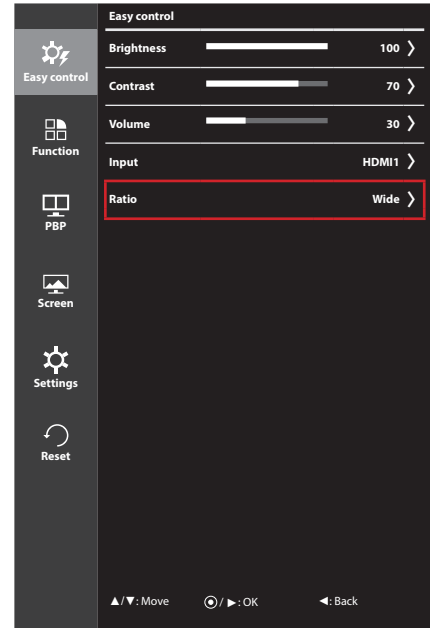 Easy control
Easy control
Function
PBP
Screen
Settings
Reset
Brightness 100
Contrast 70
Volume 30
Input HDMI1
Ratio Wide
▲/▼: Move ⦿/ ►: OK ◄: Back